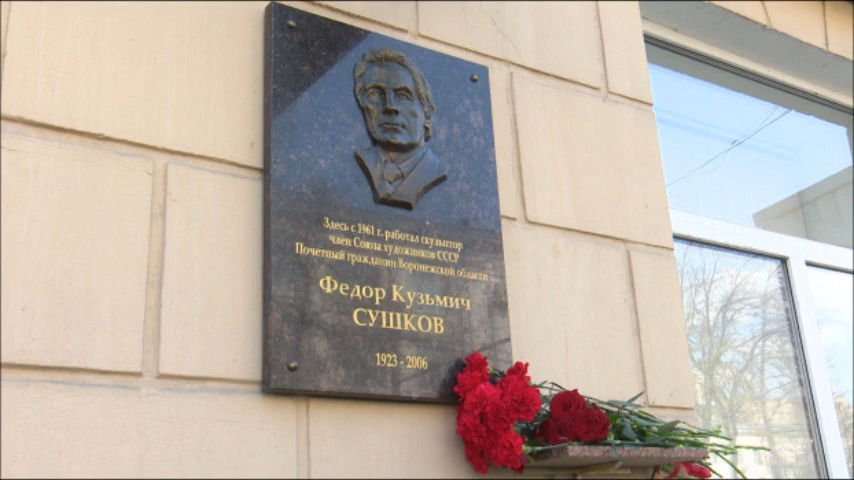 Здесь с 1961 г. работал скульптор
член Союза художников СССР
Почетный гражданин Воронежской области
Федор Кузьмич
СУШКОВ
1923 - 2006